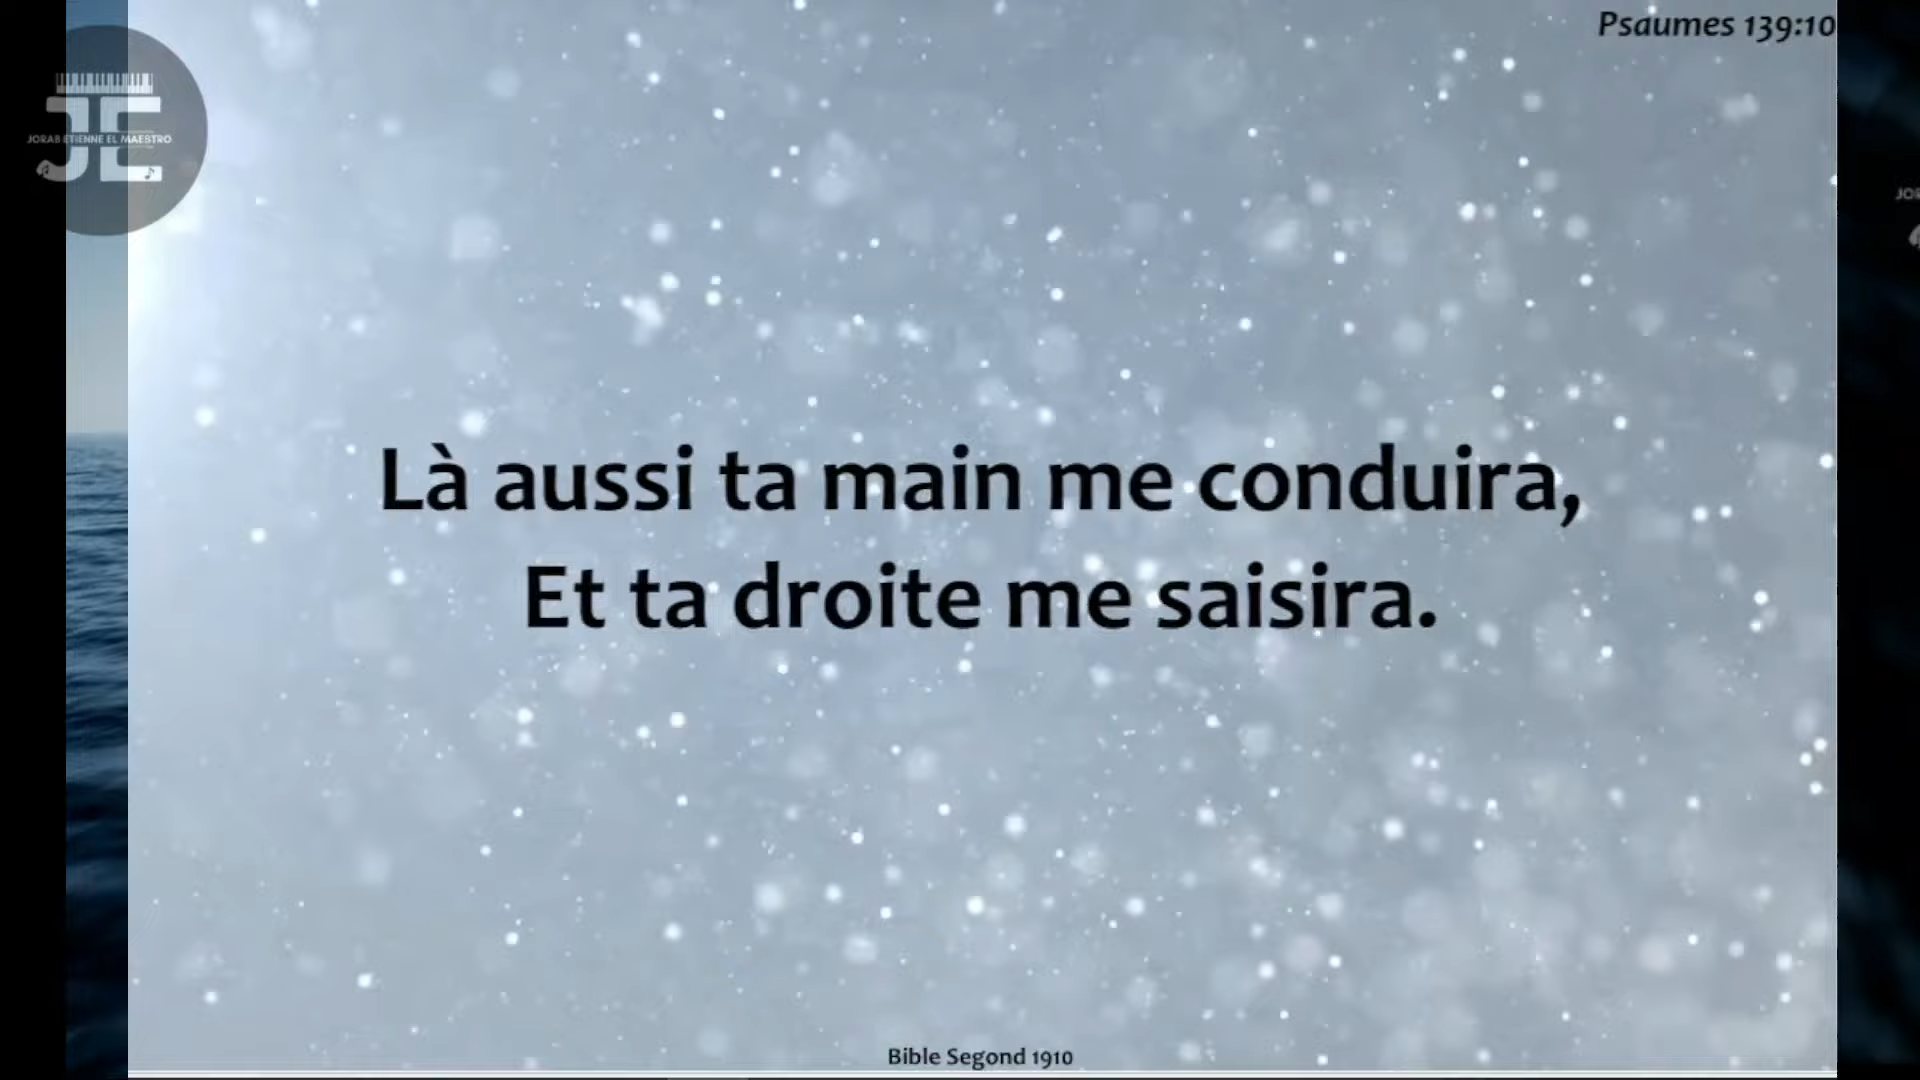 Psaumes 139:10
JE
JORAB ETIENNE EL MAESTRO
Là aussi ta main me conduira,
Et ta droite me saisira.
Bible Segond 1910